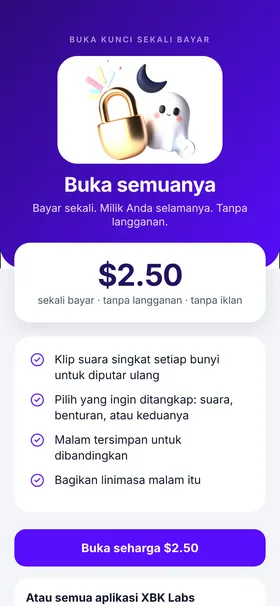 BUKA KUNCI SEKALI BAYAR
Buka semuanya
Bayar sekali. Milik Anda selamanya. Tanpa
langganan.
$2.50
sekali bayar · tanpa langganan · tanpa iklan
Klip suara singkat setiap bunyi
untuk diputar ulang
Pilih yang ingin ditangkap: suara,
benturan, atau keduanya
Malam tersimpan untuk
dibandingkan
Bagikan linimasa malam itu
Buka seharga $2.50
Atau semua aplikasi XBK Labs